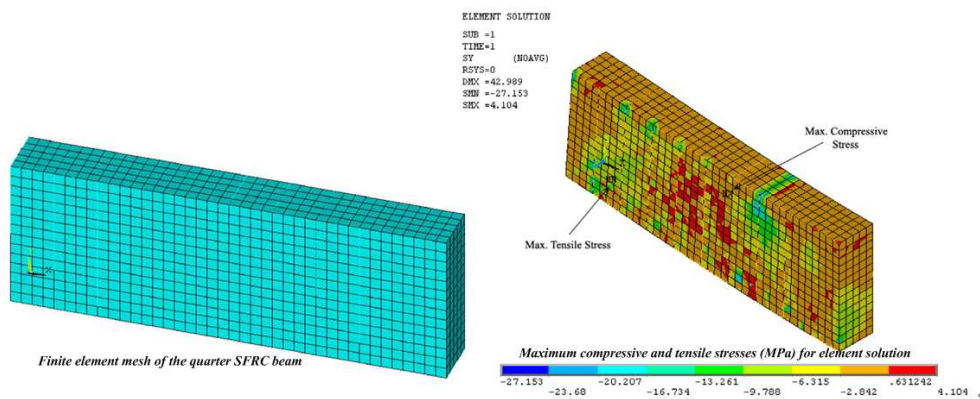 ELEMENT SOLUTION
SUB =1
TIME=1
SY (NOAVG)
RSYS=0
DMX =42.989
SMN =-27.153
SMX =4.104
Max. Compressive
Stress
MX
MN
Max. Tensile Stress
Finite element mesh of the quarter SFRC beam
Maximum compressive and tensile stresses (MPa) for element solution
-27.153 -20.207 -13.261 -6.315 .631242
-23.68 -16.734 -9.788 -2.842 4.104